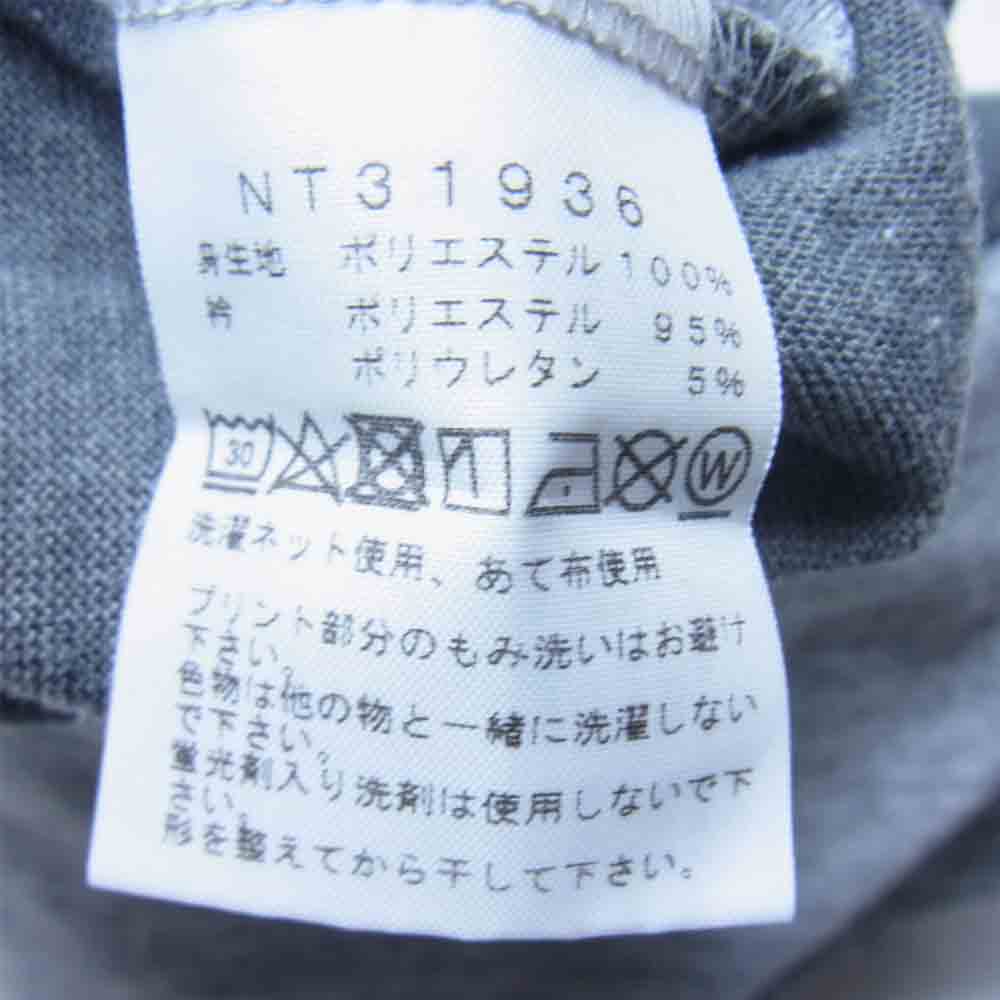 NT31936
身生地 ポリエステル 100%
衿 ポリエステル 95%
ポリウレタン 5%
30 W
洗濯ネット使用、あて布使用
プリント部分のもみ洗いはお避け
下さい。
色物は他の物と一緒に洗濯しない
で下さい。
蛍光剤入り洗剤は使用しないで下
さい。
形を整えてから干して下さい。